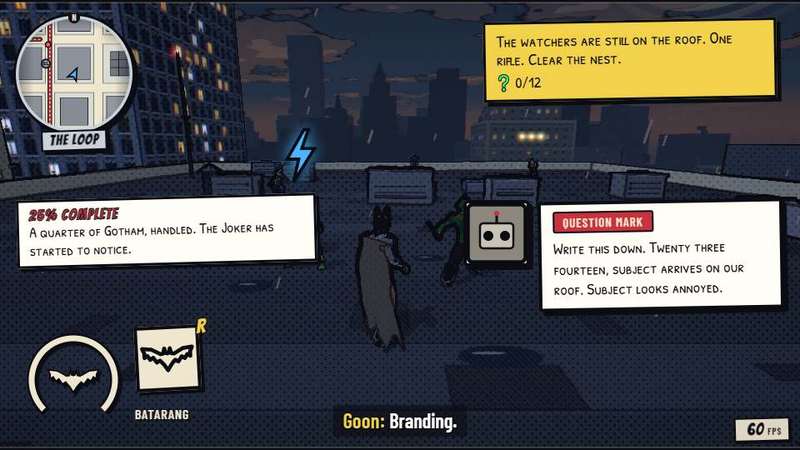 N
THE LOOP
THE WATCHERS ARE STILL ON THE ROOF. ONE
RIFLE. CLEAR THE NEST.
? 0/12
25% COMPLETE
A QUARTER OF GOTHAM, HANDLED. THE JOKER HAS
STARTED TO NOTICE.
QUESTION MARK
WRITE THIS DOWN. TWENTY THREE
FOURTEEN, SUBJECT ARRIVES ON OUR
ROOF. SUBJECT LOOKS ANNOYED.
R
BATARANG
Goon: Branding.
60 FPS